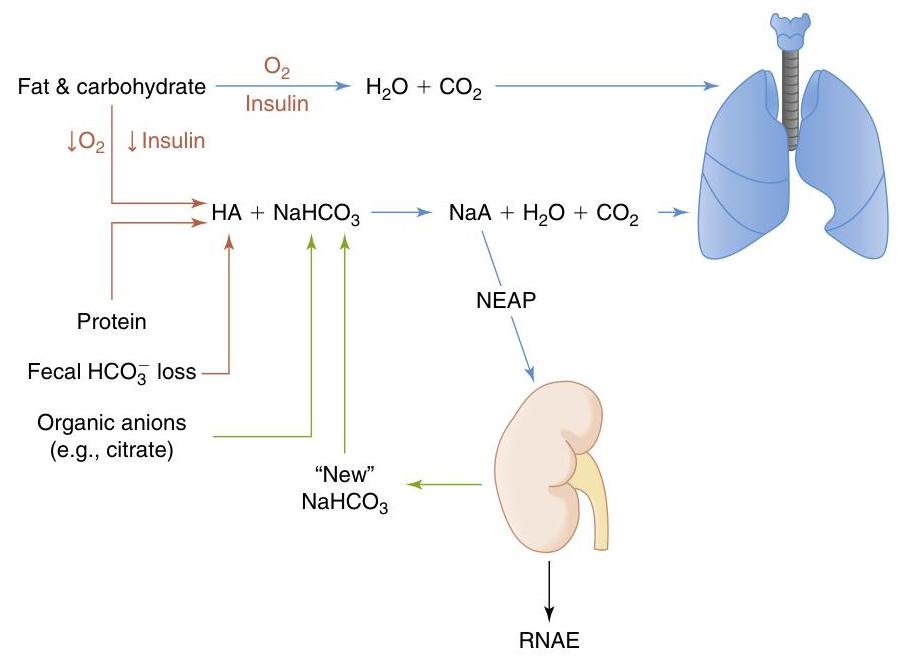 O₂
Fat & carbohydrate H₂O + CO₂
Insulin
↓O₂ ↓Insulin
HA + NaHCO₃ NaA + H₂O + CO₂
NEAP
Protein
Fecal HCO₃⁻ loss
Organic anions
(e.g., citrate)
“New”
NaHCO₃
RNAE